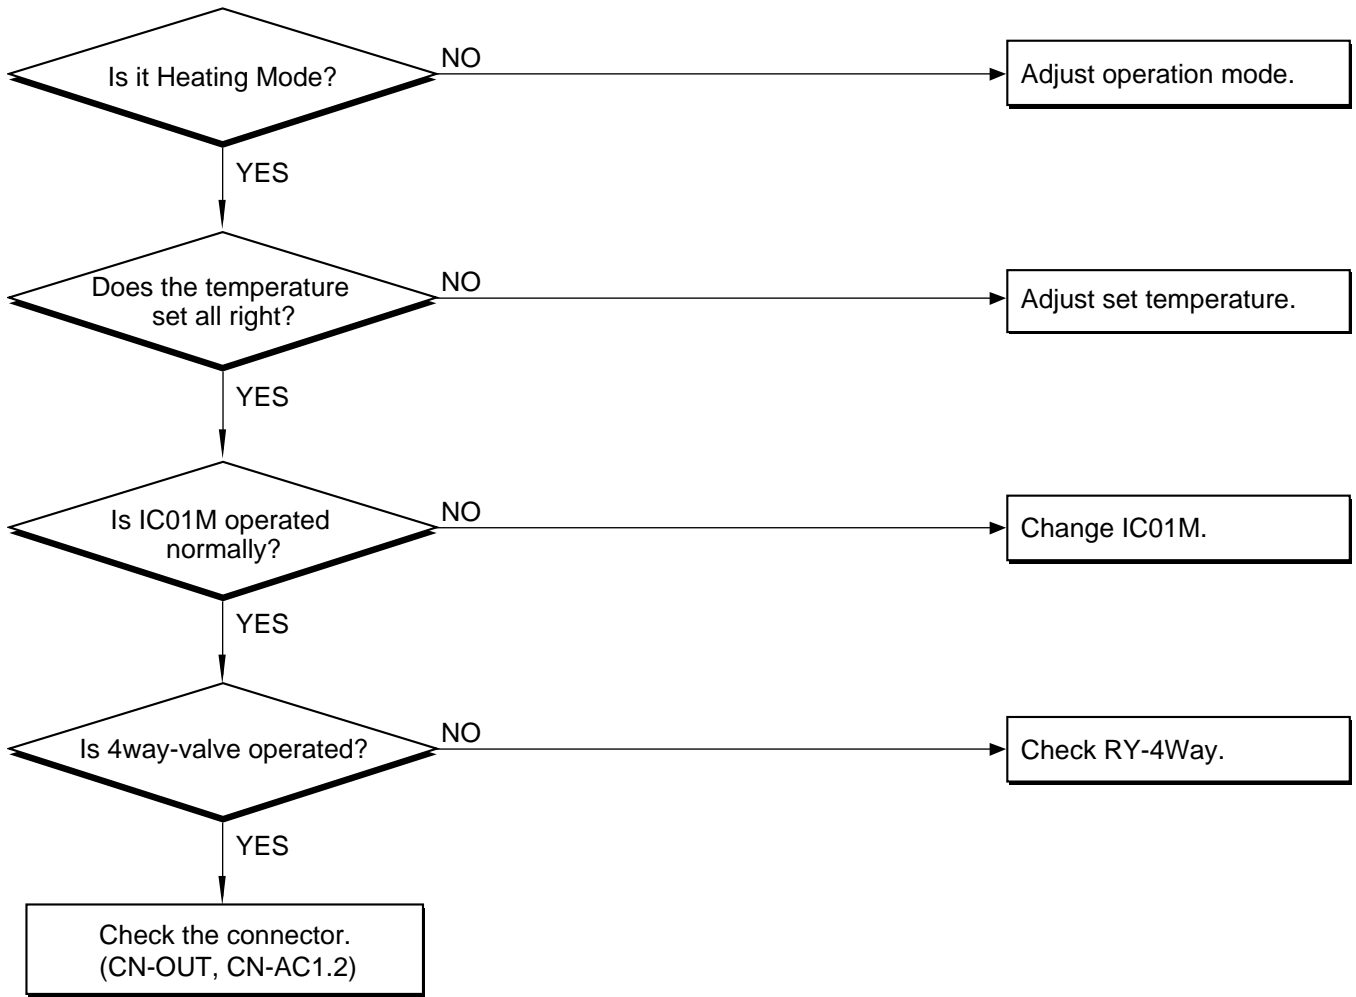 Is it Heating Mode?
NO
Adjust operation mode.
YES
Does the temperature
set all right?
NO
Adjust set temperature.
YES
Is IC01M operated
normally?
NO
Change IC01M.
YES
Is 4way-valve operated?
NO
Check RY-4Way.
YES
Check the connector.
(CN-OUT, CN-AC1.2)